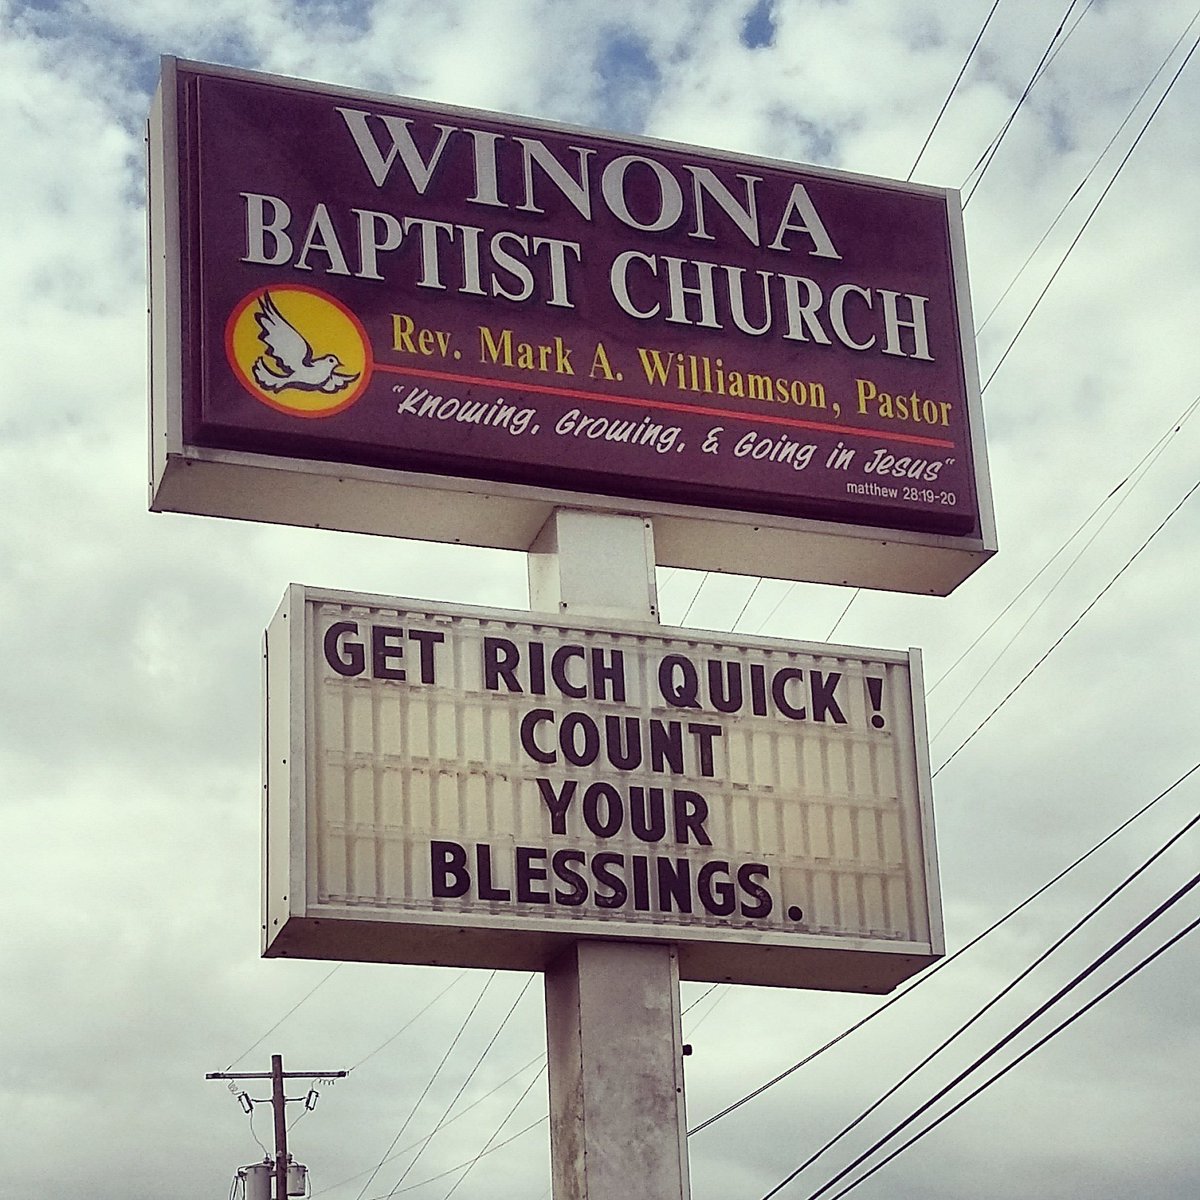 WINONA
BAPTIST CHURCH
Rev. Mark A. Williamson, Pastor
"Knowing, Growing, & Going in Jesus"
matthew 28:19-20
GET RICH QUICK!
COUNT
YOUR
BLESSINGS.